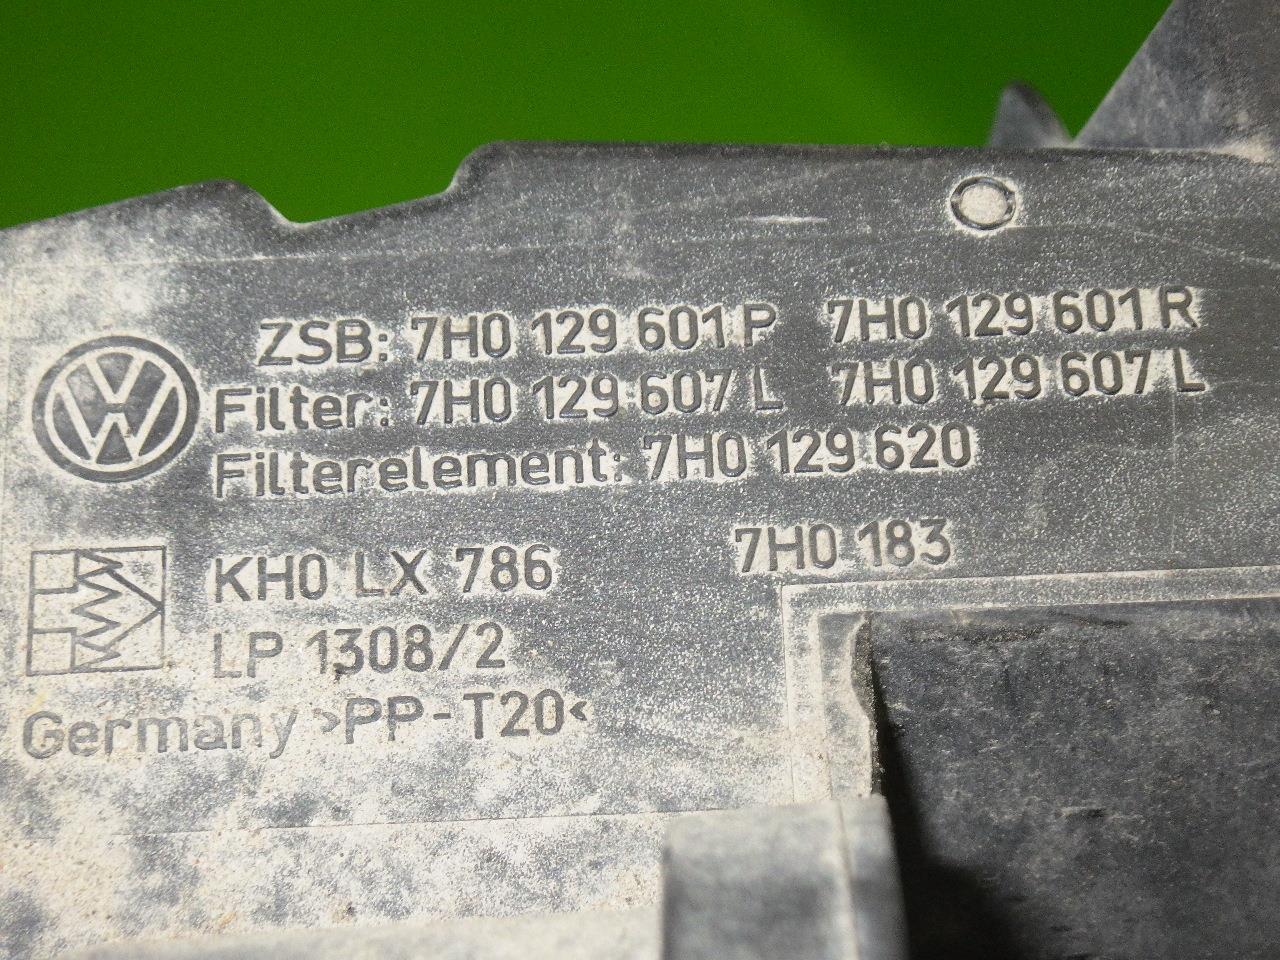 ZSB: 7H0 129 601 P 7H0 129 601 R
Filter: 7H0 129 607 L 7H0 129 607 L
Filterelement: 7H0 129 620
KH0 LX 786 7H0 183
LP 1308/2
Germany >PP-T20<